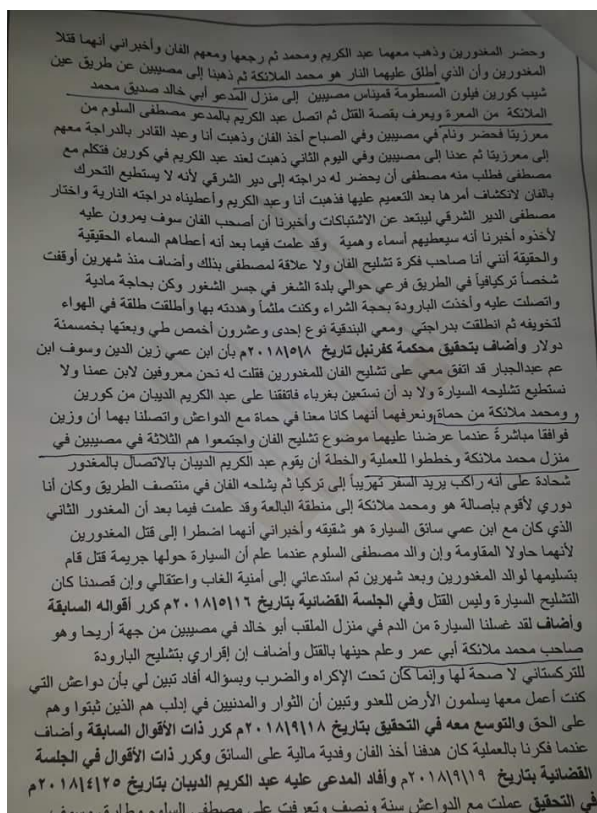 وحضر المغدورين وذهب معهما عبد الكريم ومحمد ثم رجعها ومعهم الفان وأخبراني أنهما قتلا
المغدورين وأن الذي أطلق عليهما النار هو محمد الملانكة ثم ذهبنا إلى مصيبين عن طريق عين
شيب كورين فيلون المسطومة قميناس مصيبين إلى منزل المدعو أبي خالد صديق محمد
الملانكة من المعرة ويعرف بقصة القتل ثم اتصل عبد الكريم بالمدعو مصطفى السلوم من
معرزيتا فحضر ونام في مصيبين وفي الصباح أخذ الفان وذهبت أنا وعبد القادر بالدراجة معهم
إلى معرزيتا ثم عدنا إلى مصيبين وفي اليوم الثاني ذهبت لعند عبد الكريم في كورين فتكلم مع
مصطفى فطلب منه مصطفى أن يحضر له دراجته إلى دير الشرقي لأنه لا يستطيع التحرك
بالفان لانكشاف أمرها بعد التعميم عليها فذهبت أنا وعبد الكريم وأعطيناه دراجته النارية واختار
مصطفى الدير الشرقي ليبتعد عن الاشتباكات وأخبرنا أن أصحب الفان سوف يمرون عليه
لأخذوه أخبرنا أنه سيعطيهم أسماء وهمية وقد علمت فيما بعد أنه أعطاهم السماء الحقيقية
والحقيقة أنني أنا صاحب فكرة تشليح الفان ولا علاقة لمصطفى بذلك وأضاف منذ شهرين أوقفت
شخصاً تركيافياً في الطريق فرعي حوالي بلدة الشغر في جسر الشغور وكن بحاجة مادية
واتصلت عليه وأخذت البارودة بحجة الشراء وكنت ملثماً وهددته بها وأطلقت طلقة في الهواء
لتخويفه ثم انطلقت بدراجتي ومعي البندقية نوع إحدى وعشرون أخمص طي وبعتها بخمسمئة
دولار وأضاف بتحقيق محكمة كفرنبل تاريخ ٢٠١٨/٥/٨م بأن ابن عمي زين الدين وسوف ابن
عم عبدالجبار قد اتفق معي على تشليح الفان للمغدورين فقلت له نحن معروفين لابن عمنا ولا
نستطيع تشليحه السيارة ولا بد أن نستعين بغرباء فاتفقنا على عبد الكريم الديبان من كورين
ومحمد ملانكة من حماة ونعرفهما أنهما كانا معنا في حماة مع الدواعش واتصلنا بهما أن وزين
فوافقا مباشرةً عندما عرضنا عليهما موضوع تشليح الفان واجتمعوا هم الثلاثة في مصيبين في
منزل محمد ملانكة وخططوا للعملية والخطة أن يقوم عبد الكريم الديبان بالاتصال بالمغدور
شحادة على أنه راكب يريد السفر تهريباً إلى تركيا ثم يشلحه الفان في منتصف الطريق وكان أنا
دوري لأقوم بإصالة هو ومحمد ملانكة إلى منطقة البالعة وقد علمت فيما بعد أن المغدور الثاني
الذي كان مع ابن عمي سائق السيارة هو شقيقه وأخبراني أنهما اضطرا إلى قتل المغدورين
لأنهما حاولا المقاومة وإن والد مصطفى السلوم عندما علم أن السيارة حولها جريمة قتل قام
بتسليمها لوالد المغدورين وبعد شهرين تم استدعاني إلى أمنية الغاب واعتقالي وإن قصدنا كان
التشليح السيارة وليس القتل وفي الجلسة القضائية بتاريخ ٢٠١٨/٥/١٦م كرر أقواله السابقة
وأضاف لقد غسلنا السيارة من الدم في منزل الملقب أبو خالد في مصيبين من جهة أريحا وهو
صاحب محمد ملانكة أبي عمر وعلم حينها بالقتل وأضاف إن إقراري بتشليح البارودة
للتركستاني لا صحة لها وإنما كان تحت الإكراه والضرب وبسؤاله أفاد تبين لي بأن دواعش التي
كنت أعمل معها يسلمون الأرض للعدو وتبين أن الثوار والمدنيين في إدلب هم الذين ثبتوا وهم
على الحق والتوسع معه في التحقيق بتاريخ ٢٠١٨/٩/١٨م كرر ذات الأقوال السابقة وأضاف
عندما فكرنا بالعملية كان هدفنا أخذ الفان وفدية مالية على السائق وكرر ذات الأقوال في الجلسة
القضائية بتاريخ ٢٠١٨/٩/١٩م وأفاد المدعى عليه عبد الكريم الديبان بتاريخ ٢٠١٨/٤/٢٥م
في التحقيق عملت مع الدواعش سنة ونصف وتعرفت على مصطفى السلوم